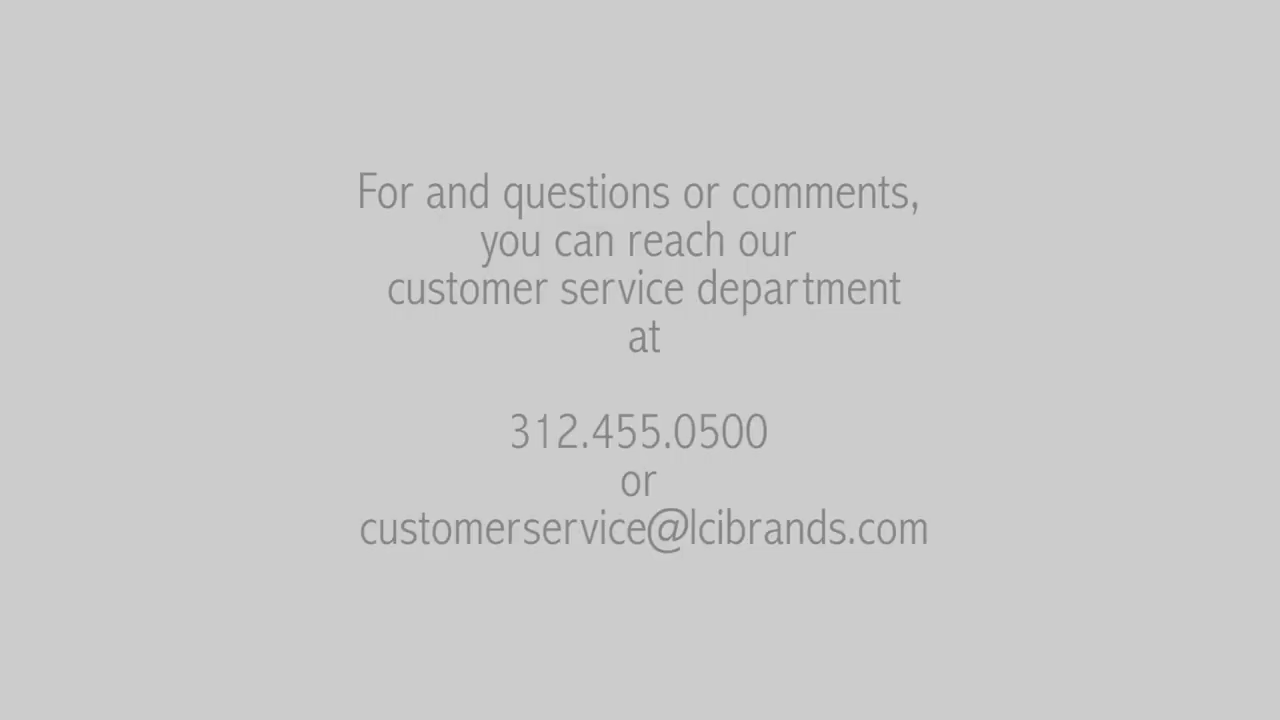 For and questions or comments,
you can reach our
customer service department
at
312.455.0500
or
customerservice@lcibrands.com